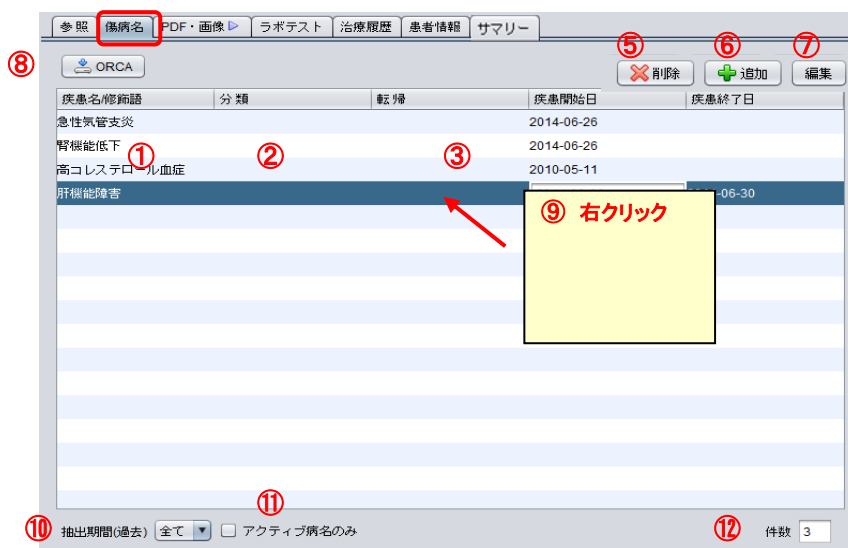 参照 傷病名 PDF・画像 ラボテスト 治療履歴 患者情報 サマリー
⑤ ⑥ ⑦
⑧ ORCA 削除 追加 編集
疾患名/修飾語 分類 転帰 疾患開始日 疾患終了日
急性気管支炎 2014-06-26
腎機能低下 2014-06-26
① ② ③
高コレステロール血症 2010-05-11
肝機能障害 -06-30
⑨ 右クリック
⑪
⑩ 抽出期間(過去) 全て アクティブ病名のみ ⑫ 件数 3